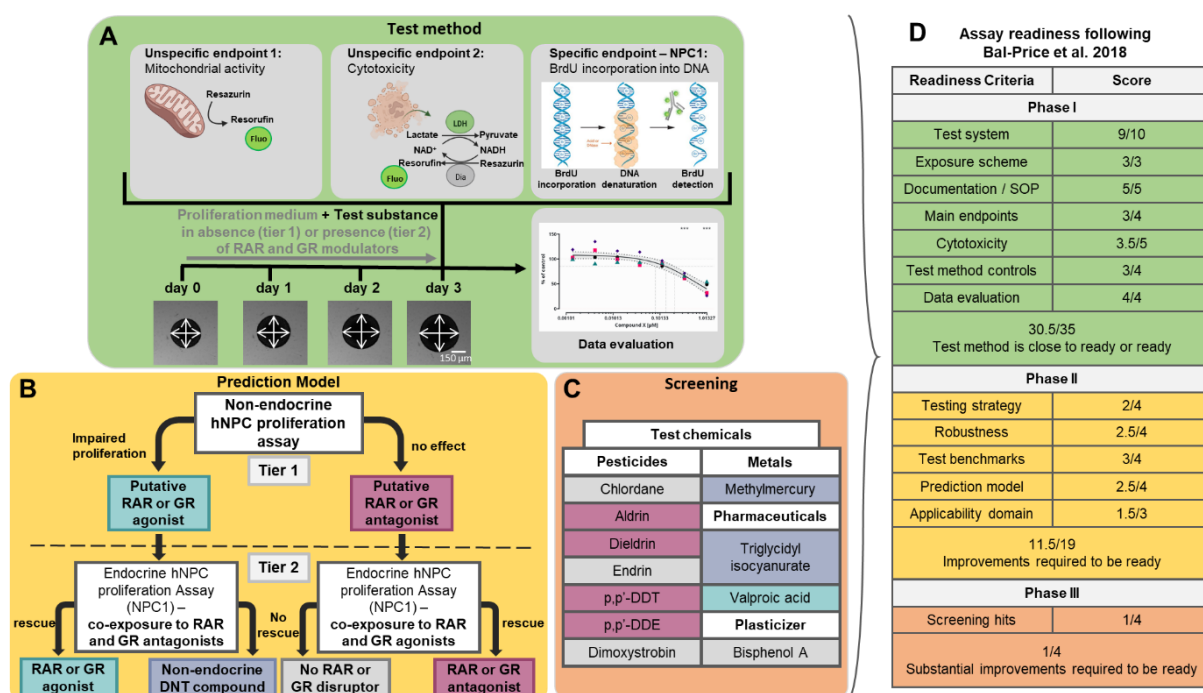 A
Test method
Unspecific endpoint 1:
Mitochondrial activity
Resazurin
Resorufin
Fluo
Unspecific endpoint 2:
Cytotoxicity
LDH
Lactate
Pyruvate
NAD⁺
NADH
Resorufin
Resazurin
Fluo
Dia
Specific endpoint – NPC1:
BrdU incorporation into DNA
BrdU
incorporation
DNA
denaturation
BrdU
detection
Proliferation medium + Test substance
in absence (tier 1) or presence (tier 2)
of RAR and GR modulators
day 0
day 1
day 2
day 3
150 µm
% of control
150
100
50
0
Compound X [µM]
Data evaluation
B
Prediction Model
Non-endocrine
hNPC proliferation
assay
Impaired
proliferation
no effect
Tier 1
Putative
RAR or GR
agonist
Putative
RAR or GR
antagonist
Tier 2
Endocrine hNPC
proliferation Assay
(NPC1) –
co-exposure to RAR
and GR antagonists
Endocrine hNPC
proliferation Assay
(NPC1) –
co-exposure to RAR
and GR agonists
rescue
No
rescue
rescue
RAR or GR
agonist
Non-endocrine
DNT compound
No RAR or
GR disruptor
RAR or GR
antagonist
C
Screening
Test chemicals
Pesticides
Metals
Chlordane
Methylmercury
Aldrin
Pharmaceuticals
Dieldrin
Triglycidyl
isocyanurate
Endrin
p,p'-DDT
Valproic acid
p,p'-DDE
Plasticizer
Dimoxystrobin
Bisphenol A
D
Assay readiness following
Bal-Price et al. 2018
Readiness Criteria Score
Phase I
Test system 9/10
Exposure scheme 3/3
Documentation / SOP 5/5
Main endpoints 3/4
Cytotoxicity 3.5/5
Test method controls 3/4
Data evaluation 4/4
30.5/35
Test method is close to ready or ready
Phase II
Testing strategy 2/4
Robustness 2.5/4
Test benchmarks 3/4
Prediction model 2.5/4
Applicability domain 1.5/3
11.5/19
Improvements required to be ready
Phase III
Screening hits 1/4
1/4
Substantial improvements required to be ready